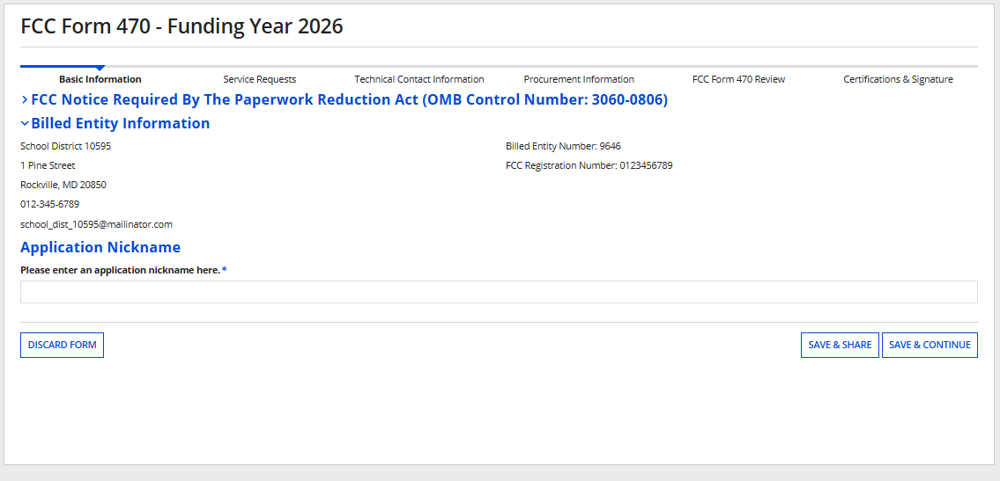 FCC Form 470 - Funding Year 2026
Basic Information
Service Requests
Technical Contact Information
Procurement Information
FCC Form 470 Review
Certifications & Signature
FCC Notice Required By The Paperwork Reduction Act (OMB Control Number: 3060-0806)
Billed Entity Information
School District 10595
1 Pine Street
Rockville, MD 20850
012-345-6789
school_dist_10595@mailinator.com
Billed Entity Number: 9646
FCC Registration Number: 0123456789
Application Nickname
Please enter an application nickname here. *
DISCARD FORM
SAVE & SHARE
SAVE & CONTINUE